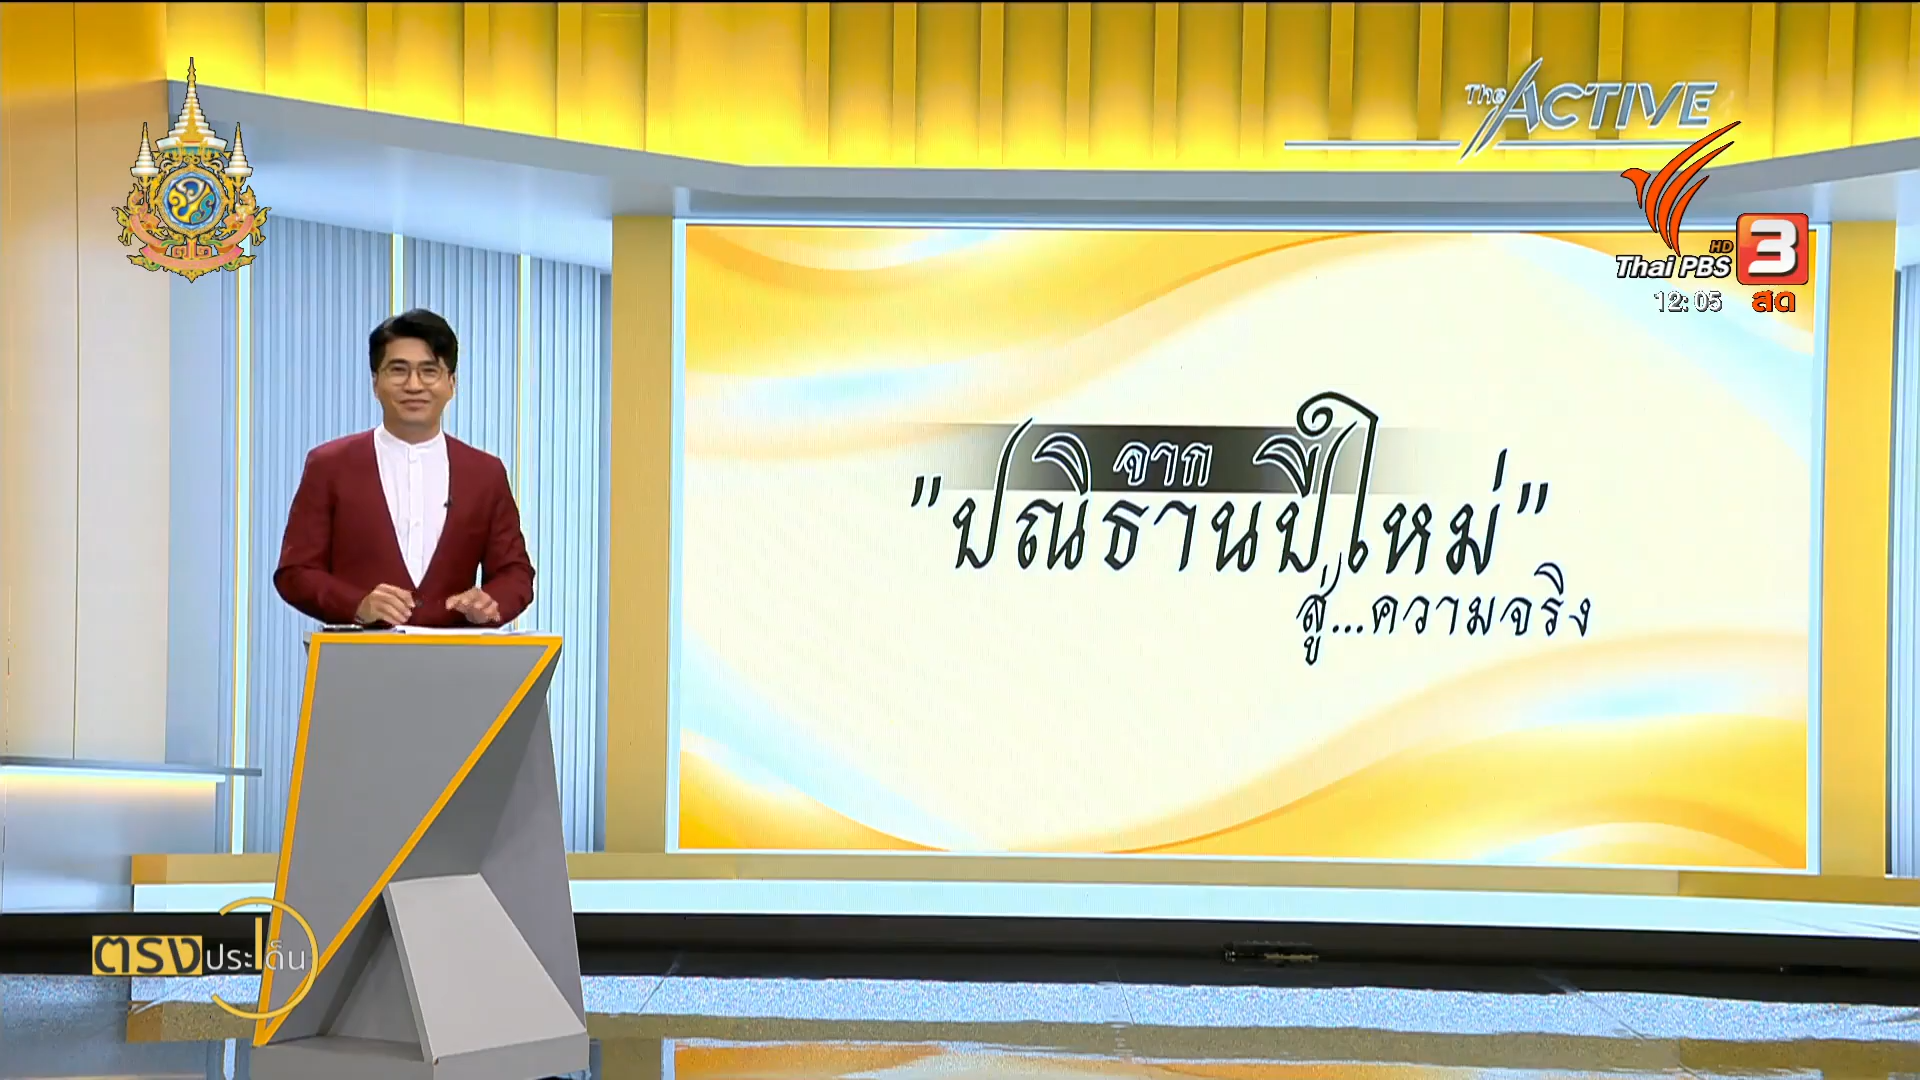 The ACTIVE
HD
Thai PBS 3
12:05 สด
จาก
"ปณิธานปีใหม่"
สู่...ความจริง
ตรงประเด็น